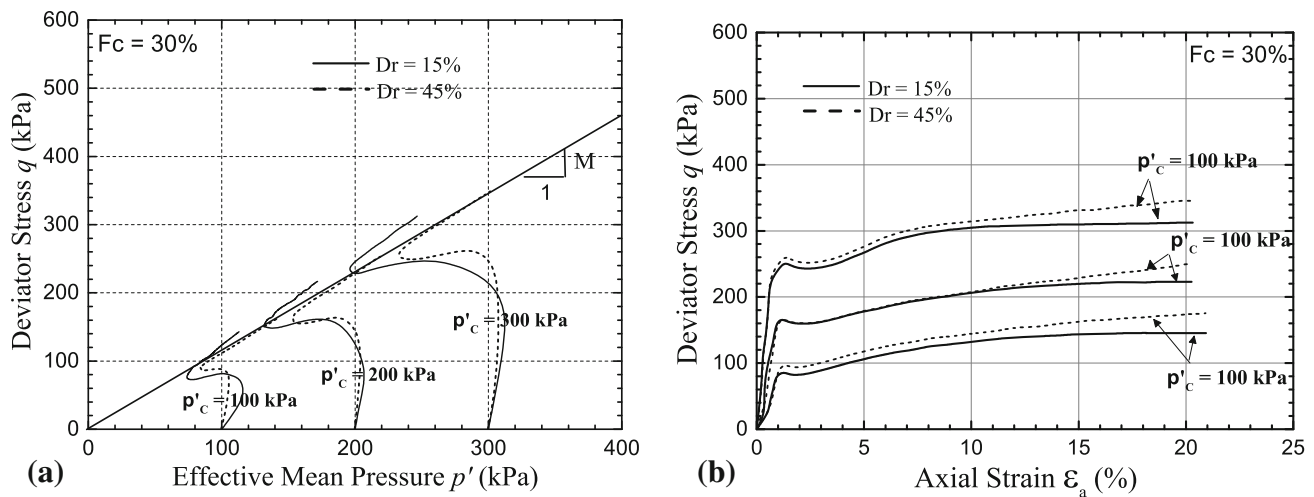 Fc = 30%
Dr = 15%
Dr = 45%
M
1
p'c = 300 kPa
p'c = 200 kPa
p'c = 100 kPa
600
500
400
300
200
100
0
0 100 200 300 400
Deviator Stress q (kPa)
Effective Mean Pressure p' (kPa)
(a)
Fc = 30%
Dr = 15%
Dr = 45%
p'c = 100 kPa
p'c = 100 kPa
p'c = 100 kPa
600
500
400
300
200
100
0
0 5 10 15 20 25
Deviator Stress q (kPa)
Axial Strain εa (%)
(b)